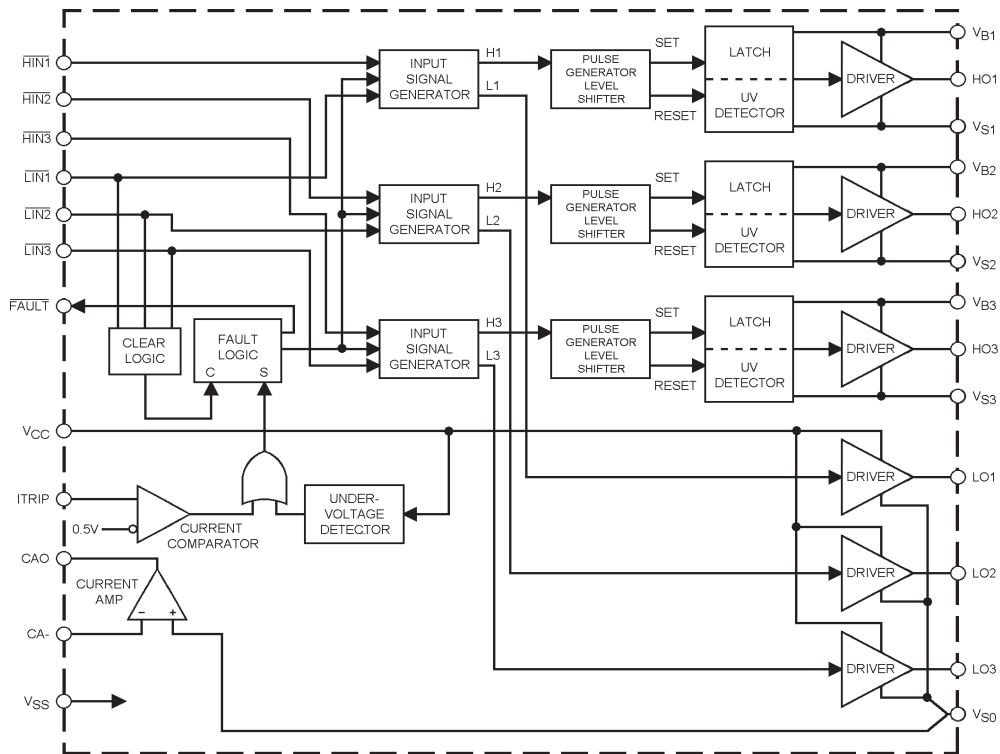 HIN1
HIN2
HIN3
LIN1
LIN2
LIN3
FAULT
VCC
ITRIP
0.5V
CAO
CA-
VSS
CLEAR
LOGIC
FAULT
LOGIC
C S
CURRENT
COMPARATOR
UNDER-
VOLTAGE
DETECTOR
CURRENT
AMP
- +
INPUT
SIGNAL
GENERATOR
H1
L1
PULSE
GENERATOR
LEVEL
SHIFTER
SET
RESET
LATCH
UV
DETECTOR
DRIVER
VB1
HO1
VS1
INPUT
SIGNAL
GENERATOR
H2
L2
PULSE
GENERATOR
LEVEL
SHIFTER
SET
RESET
LATCH
UV
DETECTOR
DRIVER
VB2
HO2
VS2
INPUT
SIGNAL
GENERATOR
H3
L3
PULSE
GENERATOR
LEVEL
SHIFTER
SET
RESET
LATCH
UV
DETECTOR
DRIVER
VB3
HO3
VS3
DRIVER
LO1
DRIVER
LO2
DRIVER
LO3
VS0